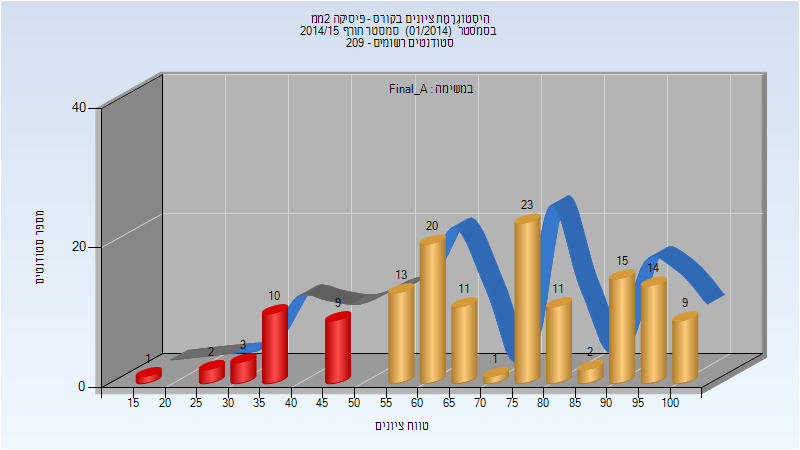 היסטוגרמת ציונים בקורס - פיסיקה 2ממ
בסמסטר (01/2014) סמסטר חורף 2014/15
סטודנטים רשומים - 209
במשימה : Final_A
מספר סטודנטים
40
20
0
1
2
3
10
9
13
20
11
1
23
11
2
15
14
9
15 20 25 30 35 40 45 50 55 60 65 70 75 80 85 90 95 100
טווח ציונים